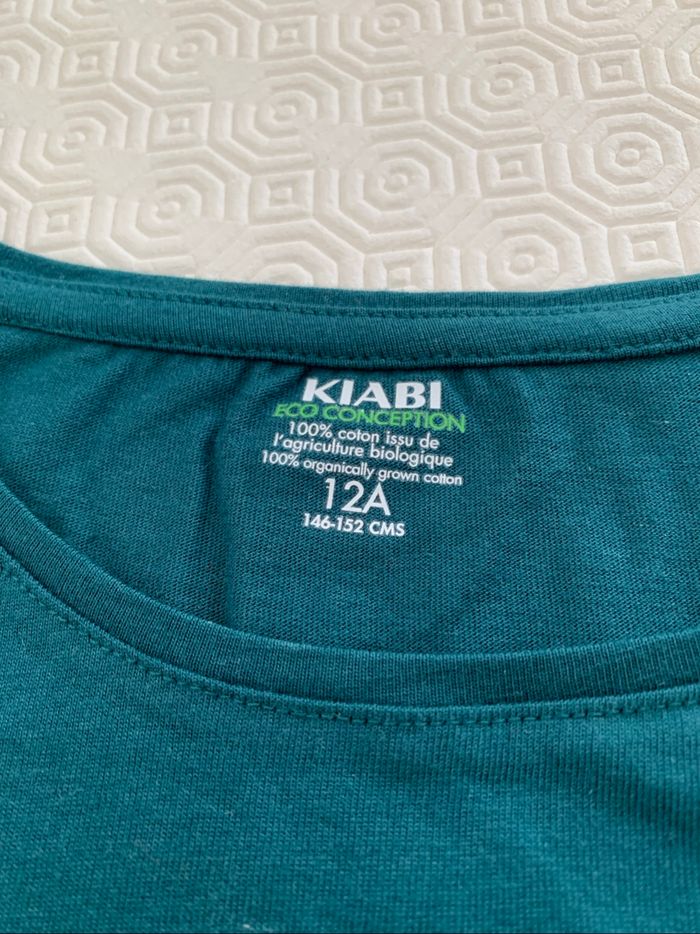 KIABI
ECO CONCEPTION
100% coton issu de
l'agriculture biologique
100% organically grown cotton
12A
146-152 CMS